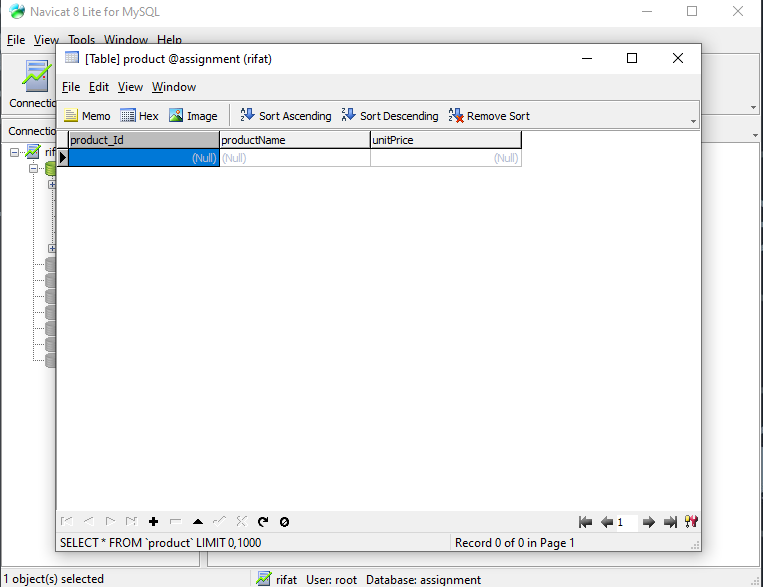 Navicat 8 Lite for MySQL
File View Tools Window Help
[Table] product @assignment (rifat)
File Edit View Window
Memo Hex Image Sort Ascending Sort Descending Remove Sort
product_Id productName unitPrice
(Null) (Null) (Null)
Connectio
Connectio
rif
1
SELECT * FROM `product` LIMIT 0,1000 Record 0 of 0 in Page 1
1 object(s) selected rifat User: root Database: assignment